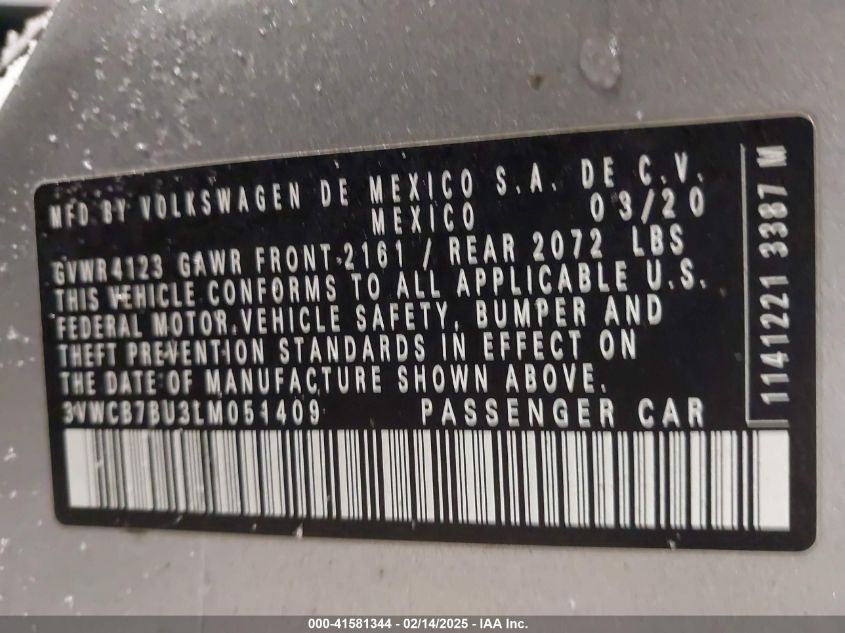 MFD BY VOLKSWAGEN DE MEXICO S.A. DE C.V.
MEXICO 03/20
GVWR4123 GAWR FRONT 2161 / REAR 2072 LBS
THIS VEHICLE CONFORMS TO ALL APPLICABLE U.S.
FEDERAL MOTOR VEHICLE SAFETY, BUMPER AND
THEFT PREVENTION STANDARDS IN EFFECT ON
THE DATE OF MANUFACTURE SHOWN ABOVE.
3VWCB7BU3LM051409 PASSENGER CAR
1141221 3387 M
000-41581344 - 02/14/2025 - IAA Inc.